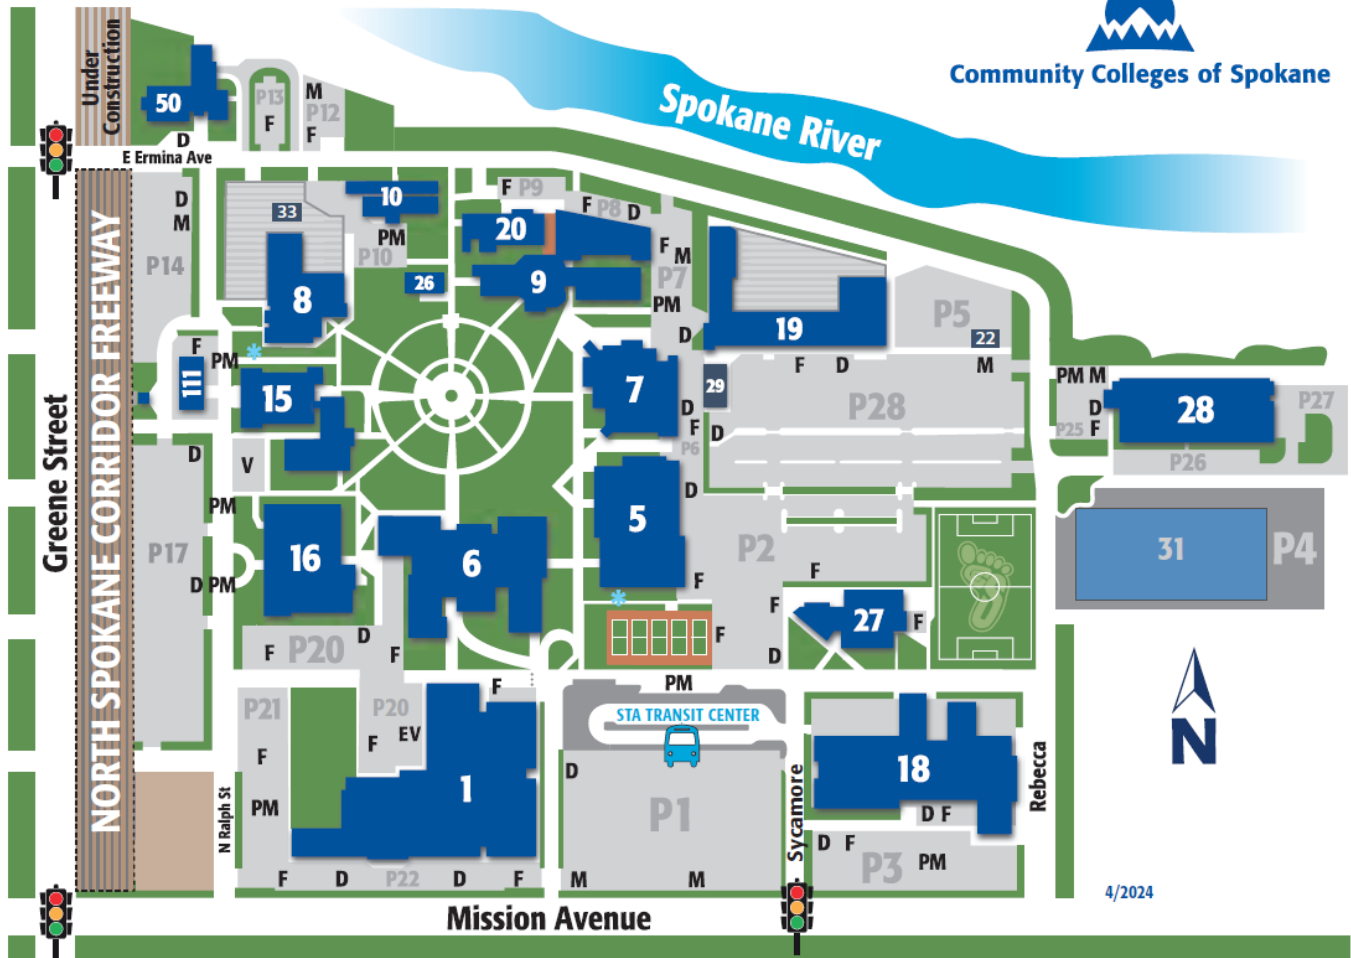 Community Colleges of Spokane
Spokane River
Under
Construction
50
D
E Ermina Ave
P13
F
M
P12
F
D
M
P14
33
10
PM
P10
8
26
F P9
F P8 D
20
9
F
M
P7
PM
D
19
P5
22
F D M
P28
29
7
D
F
P6
D
D
PM M
D
P25 F
28
P27
P26
F
PM
111
15
V
D
PM
P17
D PM
16
6
5
F
P2
F
F
D
27
F
31
P4
P20
F
D
F
Greene Street
NORTH SPOKANE CORRIDOR FREEWAY
P21
F
PM
P20
F
EV
F
1
N Ralph St
F D P22 D F
F
PM
STA TRANSIT CENTER
D
P1
M M
Sycamore
18
D F
D F
P3
PM
Rebecca
N
4/2024
Mission Avenue